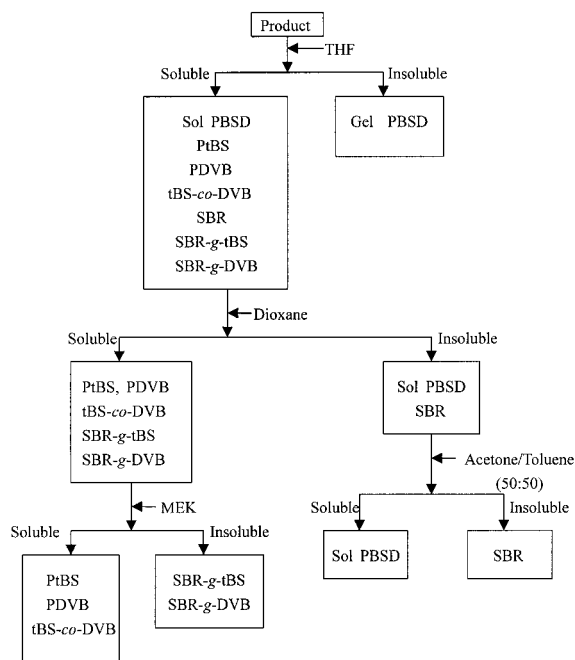 Product
THF
Soluble
Insoluble
Sol PBSD
PtBS
PDVB
tBS-co-DVB
SBR
SBR-g-tBS
SBR-g-DVB
Gel PBSD
Dioxane
Soluble
Insoluble
PtBS, PDVB
tBS-co-DVB
SBR-g-tBS
SBR-g-DVB
Sol PBSD
SBR
MEK
Acetone/Toluene
(50:50)
Soluble
Insoluble
Soluble
Insoluble
PtBS
PDVB
tBS-co-DVB
SBR-g-tBS
SBR-g-DVB
Sol PBSD
SBR